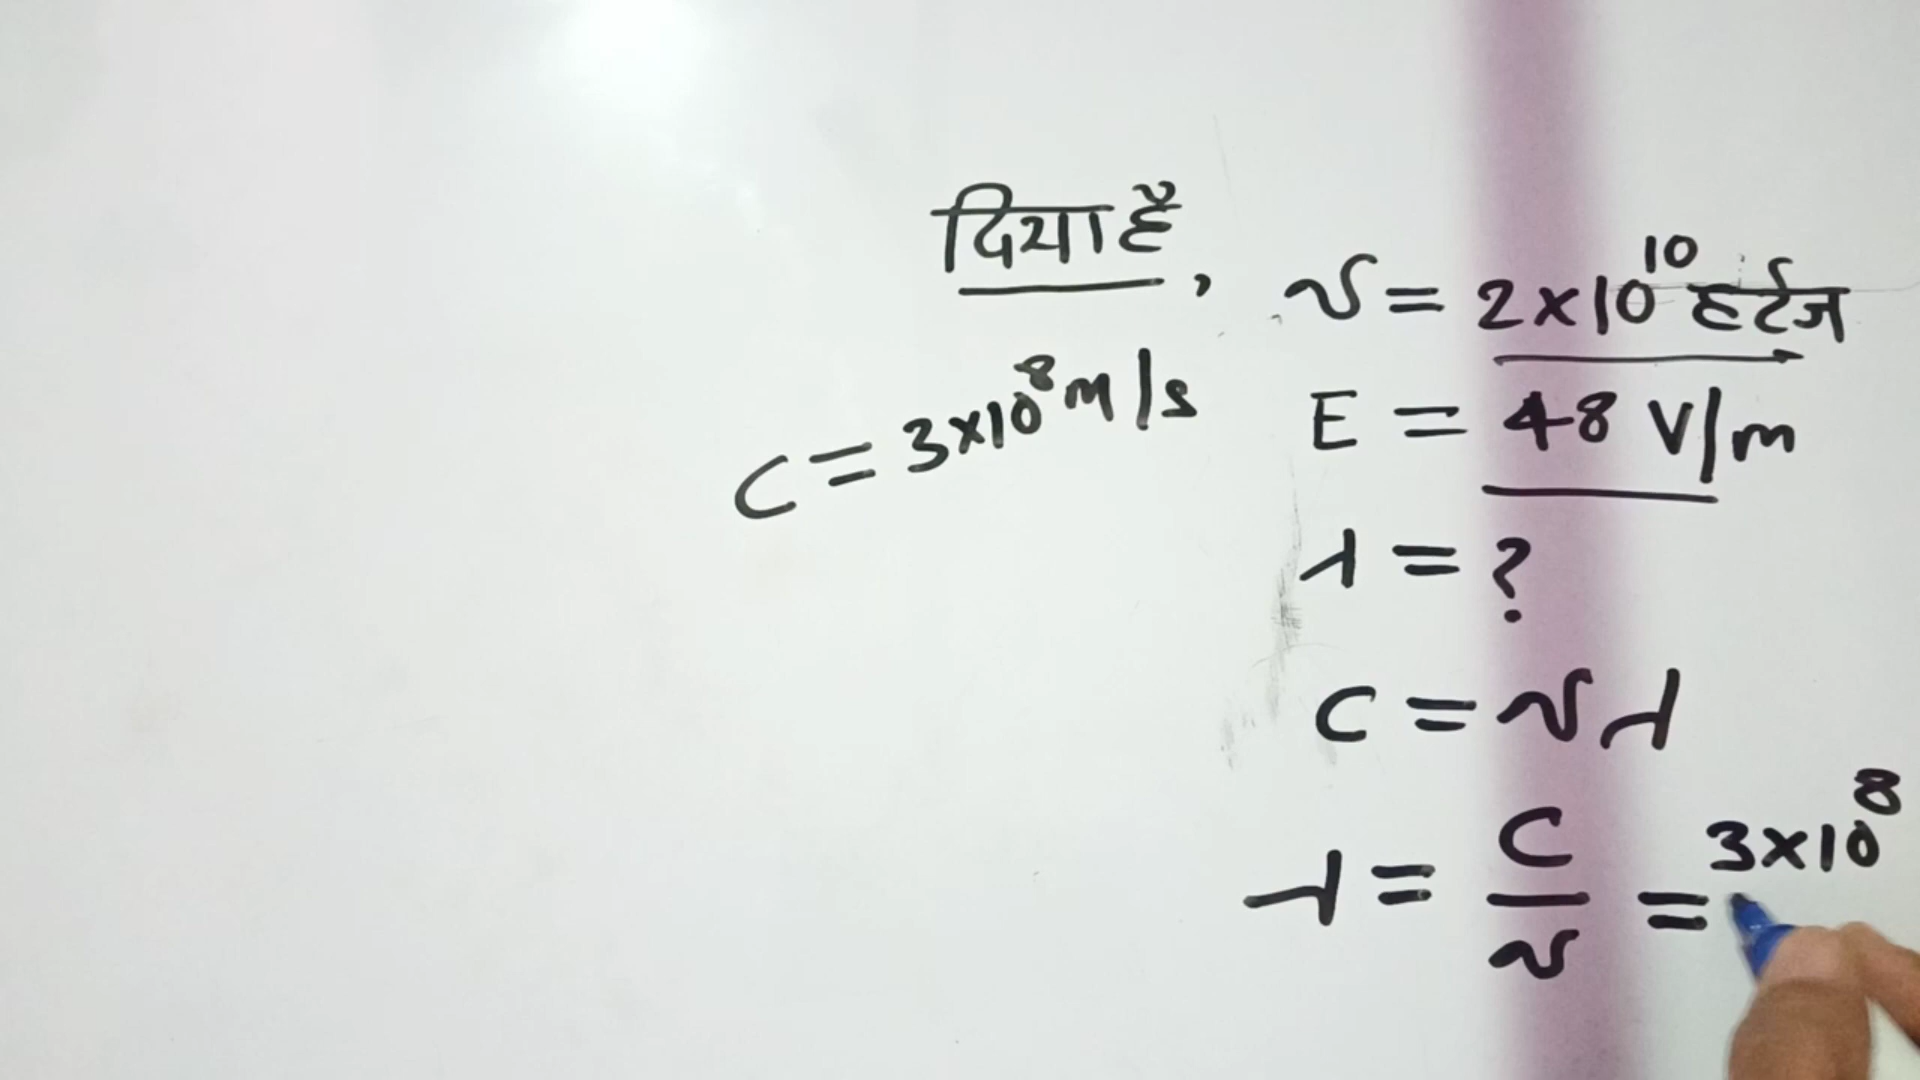 दिया है, ν = 2×10¹⁰ हर्टज
C = 3×10⁸ m/s
E = 48 V/m
λ = ?
C = νλ
λ = C/ν = 3×10⁸